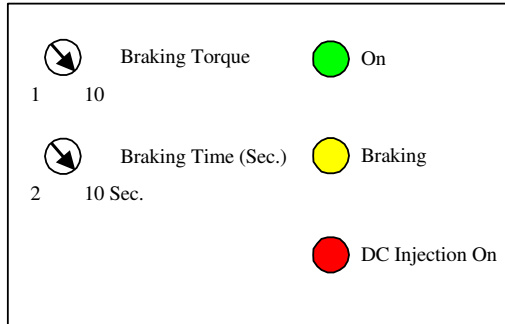 Braking Torque
On
1 10
Braking Time (Sec.)
Braking
2 10 Sec.
DC Injection On